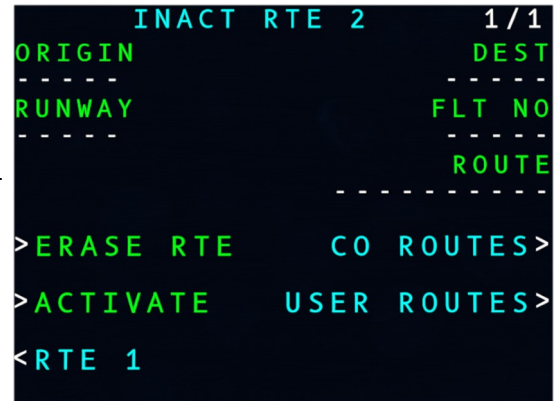 INACT RTE 2 1/1
ORIGIN DEST
----- -----
RUNWAY FLT NO
----- -----
ROUTE
----------
>ERASE RTE CO ROUTES>
>ACTIVATE USER ROUTES>
<RTE 1